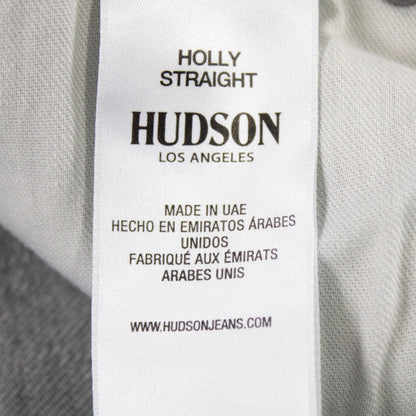 HOLLY
STRAIGHT
HUDSON
LOS ANGELES
MADE IN UAE
HECHO EN EMIRATOS ÁRABES
UNIDOS
FABRIQUÉ AUX ÉMIRATS
ARABES UNIS
WWW.HUDSONJEANS.COM